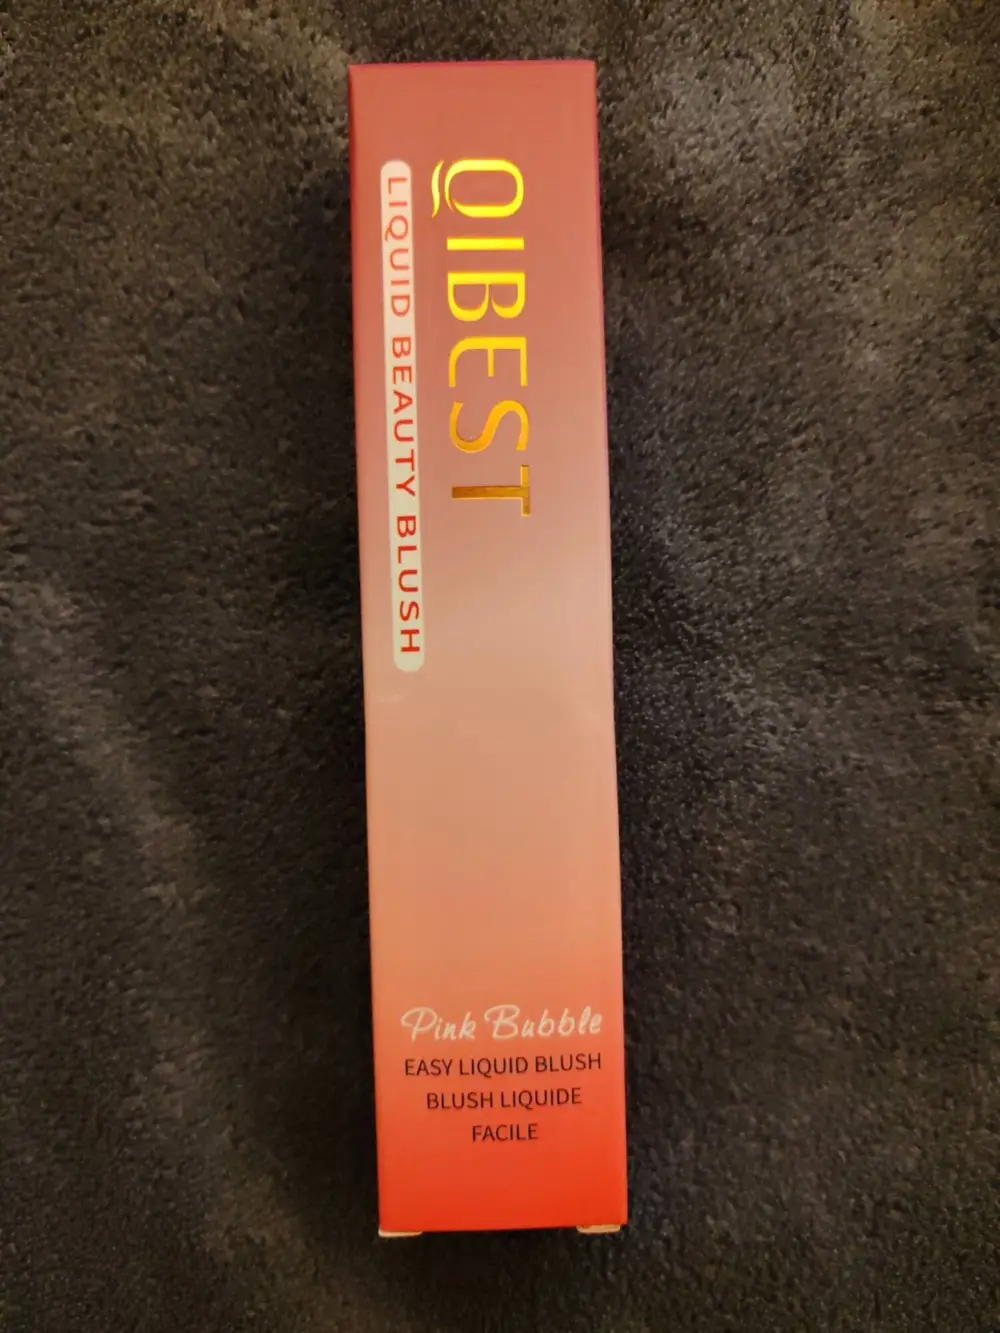 QIBEST
LIQUID BEAUTY BLUSH
Pink Bubble
EASY LIQUID BLUSH
BLUSH LIQUIDE
FACILE